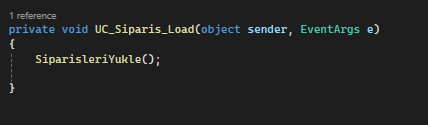 1 reference
private void UC_Siparis_Load(object sender, EventArgs e)
{
SiparisleriYukle();
}